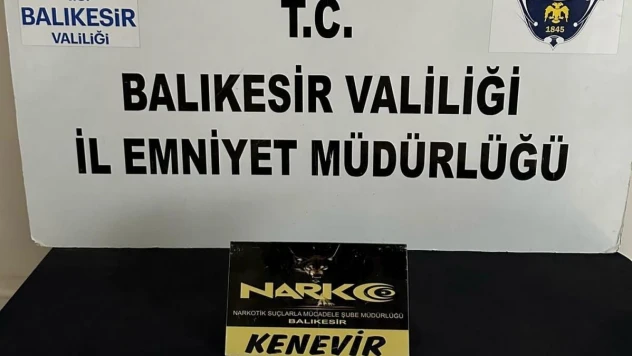 BALIKESİR
VALİLİĞİ
T.C.
1845
BALIKESİR VALİLİĞİ
İL EMNİYET MÜDÜRLÜĞÜ
NARKO
NARKOTİK SUÇLARLA MÜCADELE ŞUBE MÜDÜRLÜĞÜ
BALIKESİR
KENEVİR